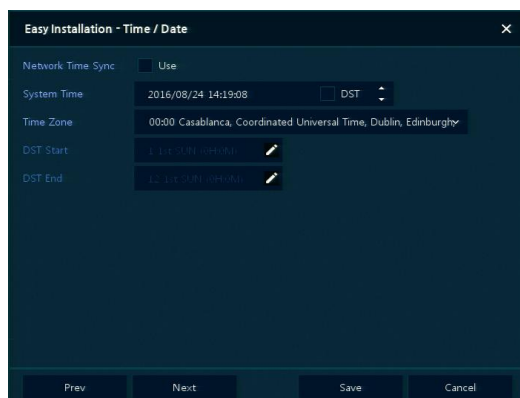 Easy Installation - Time / Date
Network Time Sync Use
System Time 2016/08/24 14:19:08 DST
Time Zone 00:00 Casablanca, Coordinated Universal Time, Dublin, Edinburgh
DST Start
DST End
Prev Next Save Cancel